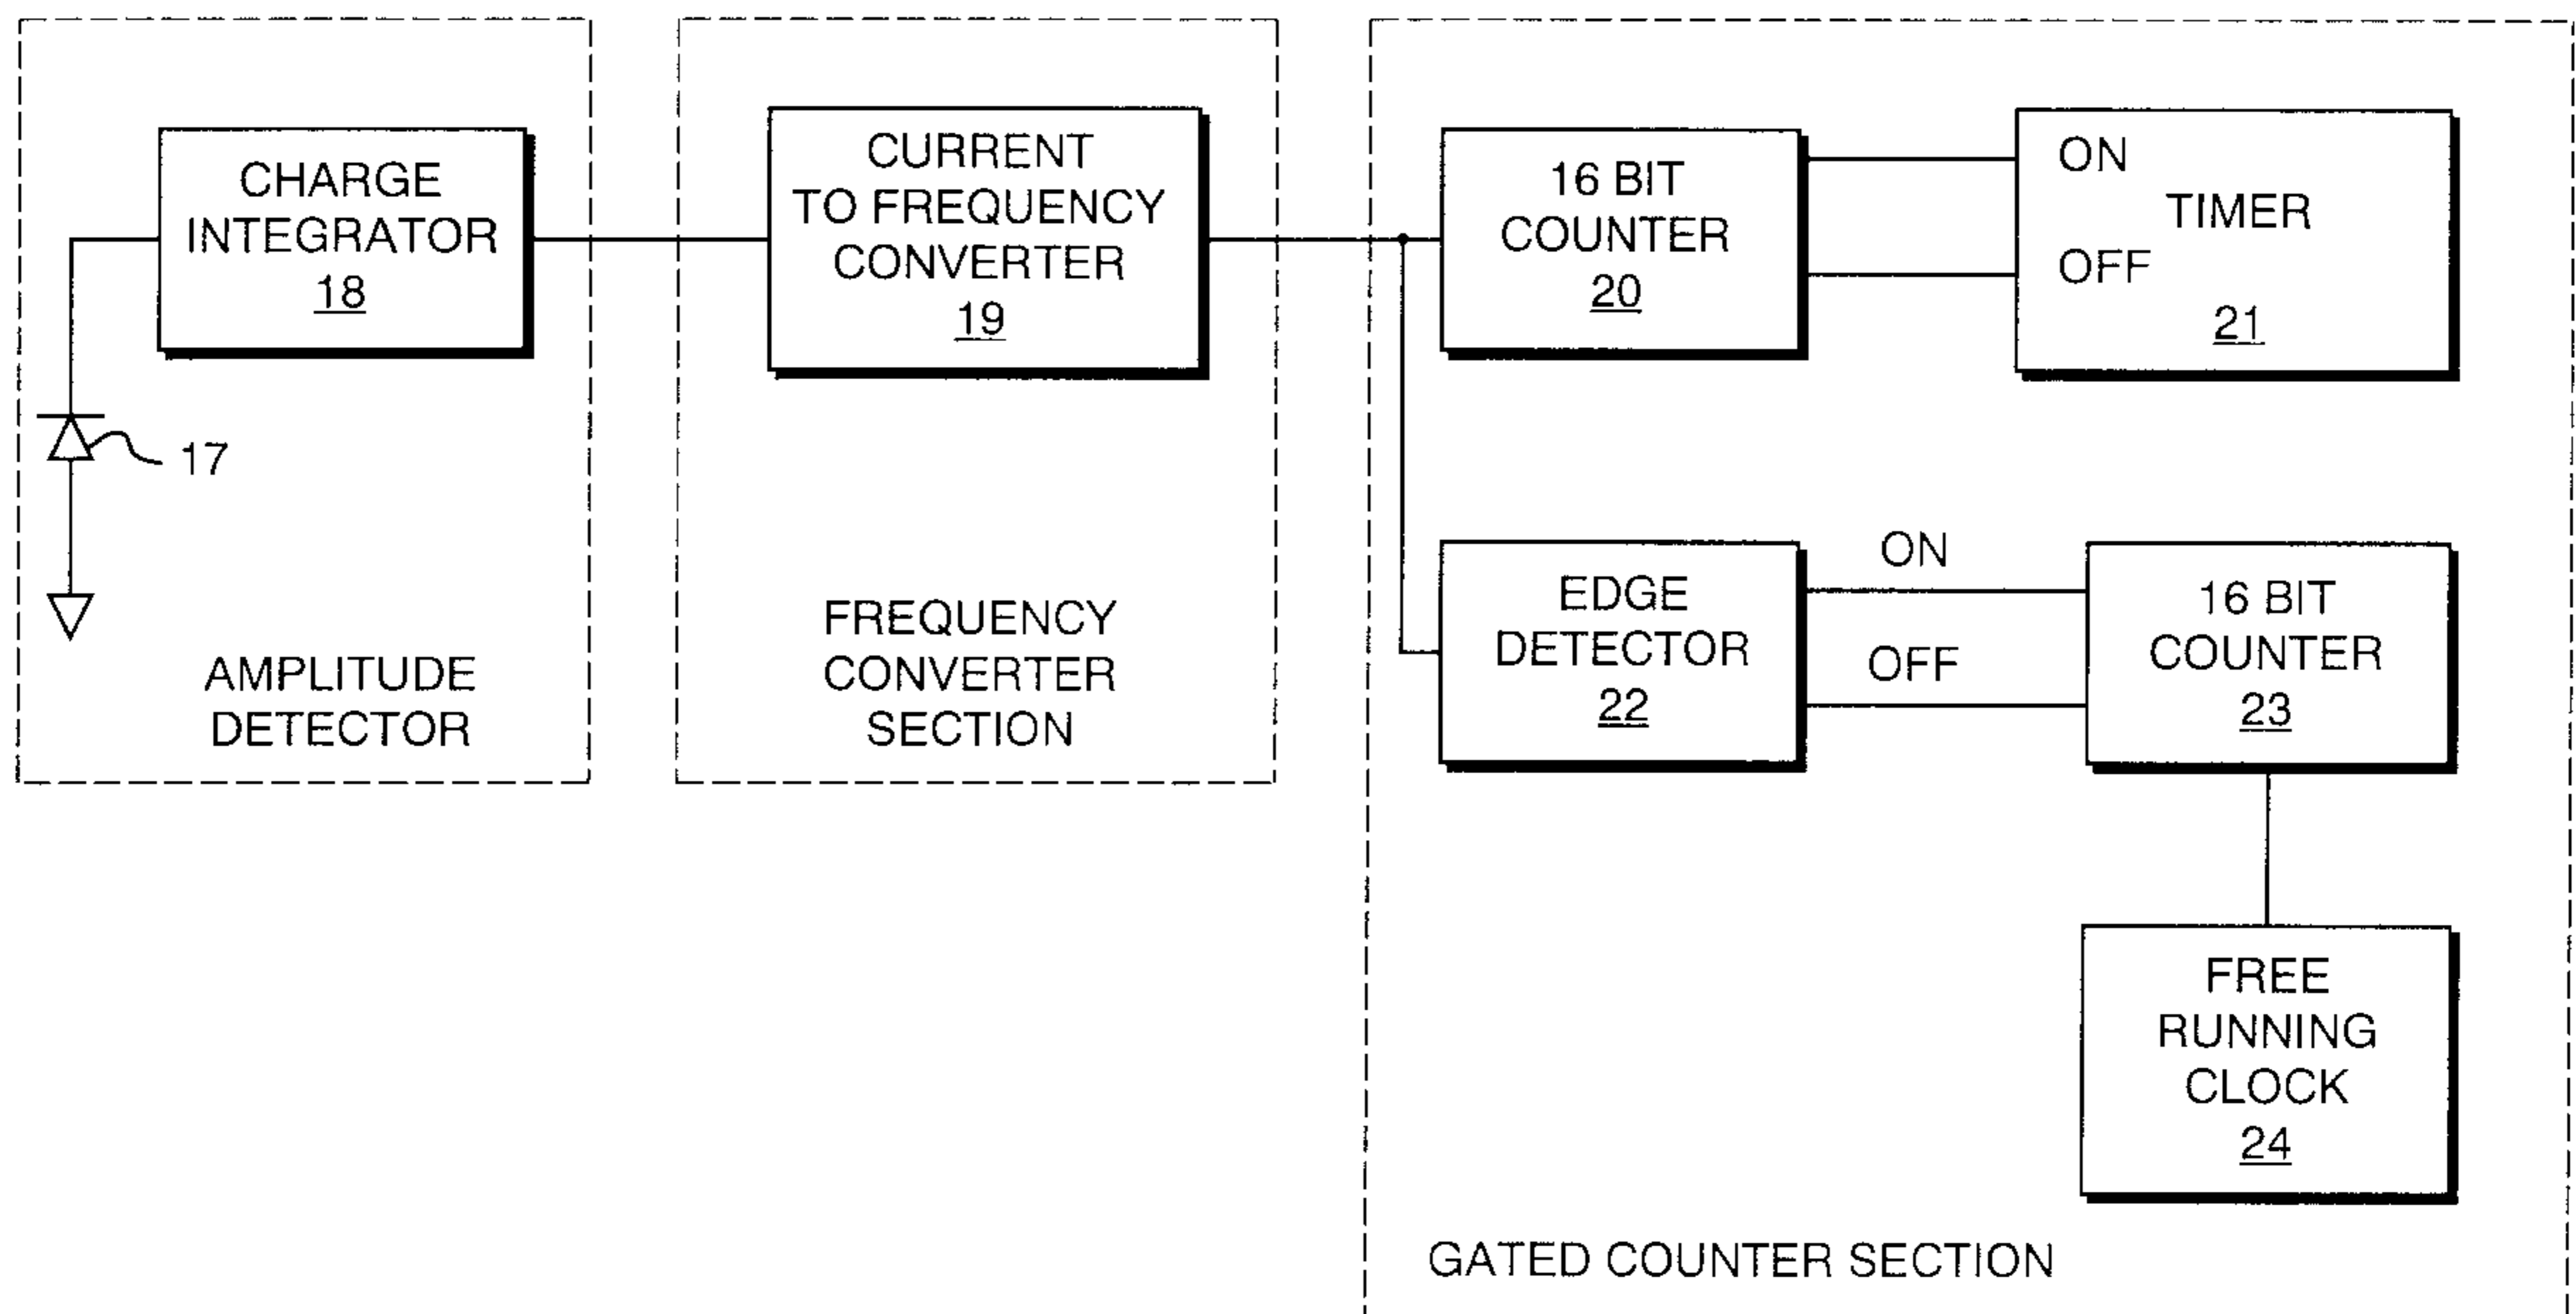 CHARGE
INTEGRATOR
18
17
AMPLITUDE
DETECTOR
CURRENT
TO FREQUENCY
CONVERTER
19
FREQUENCY
CONVERTER
SECTION
16 BIT
COUNTER
20
ON
TIMER
OFF
21
EDGE
DETECTOR
22
ON
OFF
16 BIT
COUNTER
23
FREE
RUNNING
CLOCK
24
GATED COUNTER SECTION